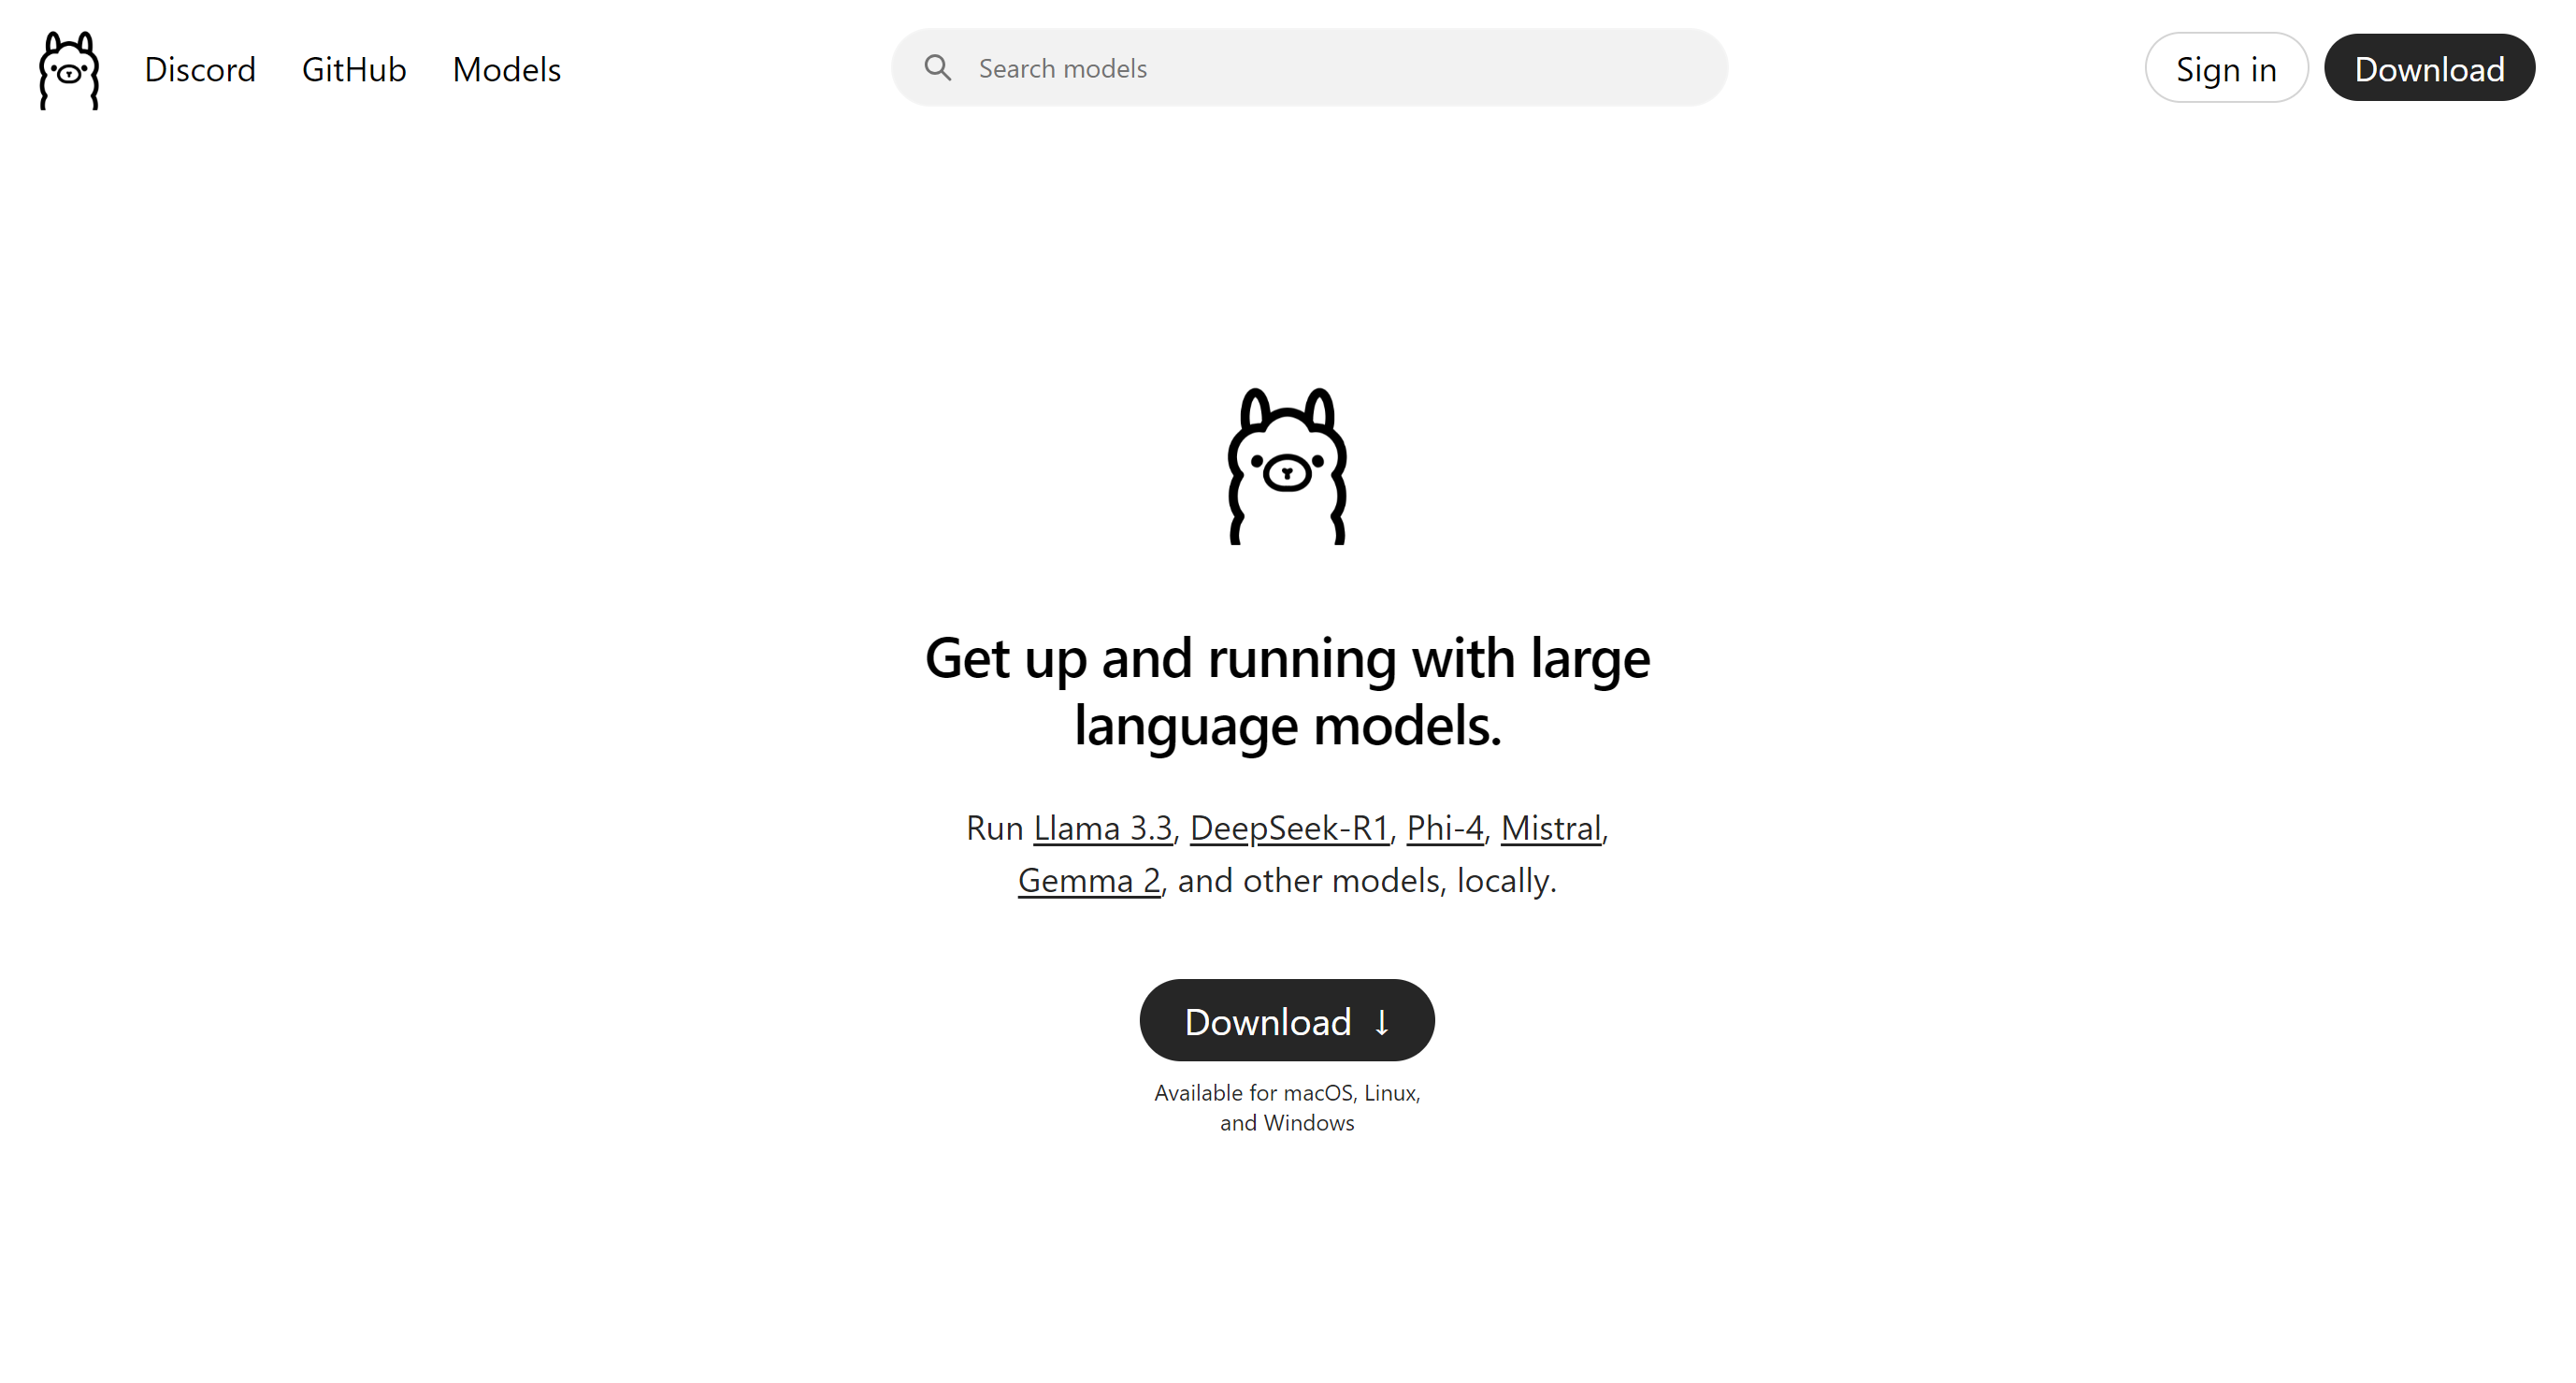 Discord GitHub Models Search models Sign in Download
Get up and running with large
language models.
Run Llama 3.3, DeepSeek-R1, Phi-4, Mistral,
Gemma 2, and other models, locally.
Download ↓
Available for macOS, Linux,
and Windows